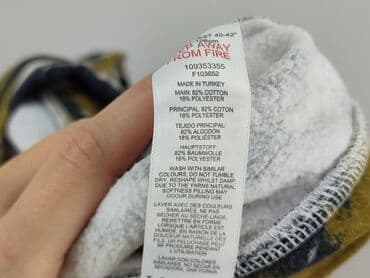 40-42"
AWAY
FROM FIRE
109353355
F103652
MADE IN TURKEY
MAIN: 82% COTTON
18% POLYESTER
PRINCIPAL: 82% COTON
18% POLYESTER
TEJIDO PRINCIPAL:
82% ALGODÓN
18% POLIESTER
HAUPTSTOFF:
82% BAUMWOLLE
18% POLYESTER
WASH WITH SIMILAR
COLOURS, DO NOT TUMBLE
DRY, RESHAPE WHILST DAMP.
DUE TO THE YARNS NATURAL
SOFTNESS PILLING MAY
OCCUR DURING USE
LAVER AVEC DES COULEURS
SIMILAIRES, NE PAS
SÉCHER AU SÈCHE-LINGE.
REMETTRE EN FORME
LORSQUE L'ARTICLE EST
HUMIDE. EN RAISON DE LA
DOUCEUR NATURELLE DES
FILS, UN PELUCHAGE PEUT
SE PRODUIRE LORS DE
L'UTILISATION